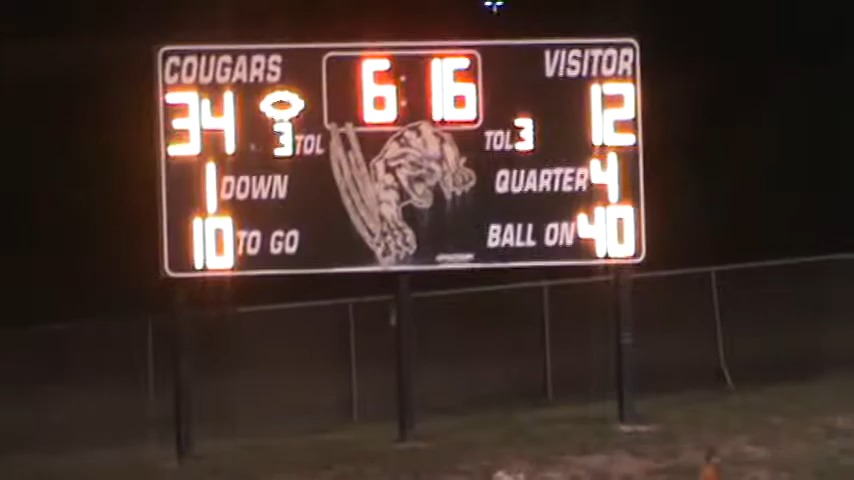 COUGARS 6:16 VISITOR
34 3 TOL TOL 3 12
1 DOWN QUARTER 4
10 TO GO BALL ON 40